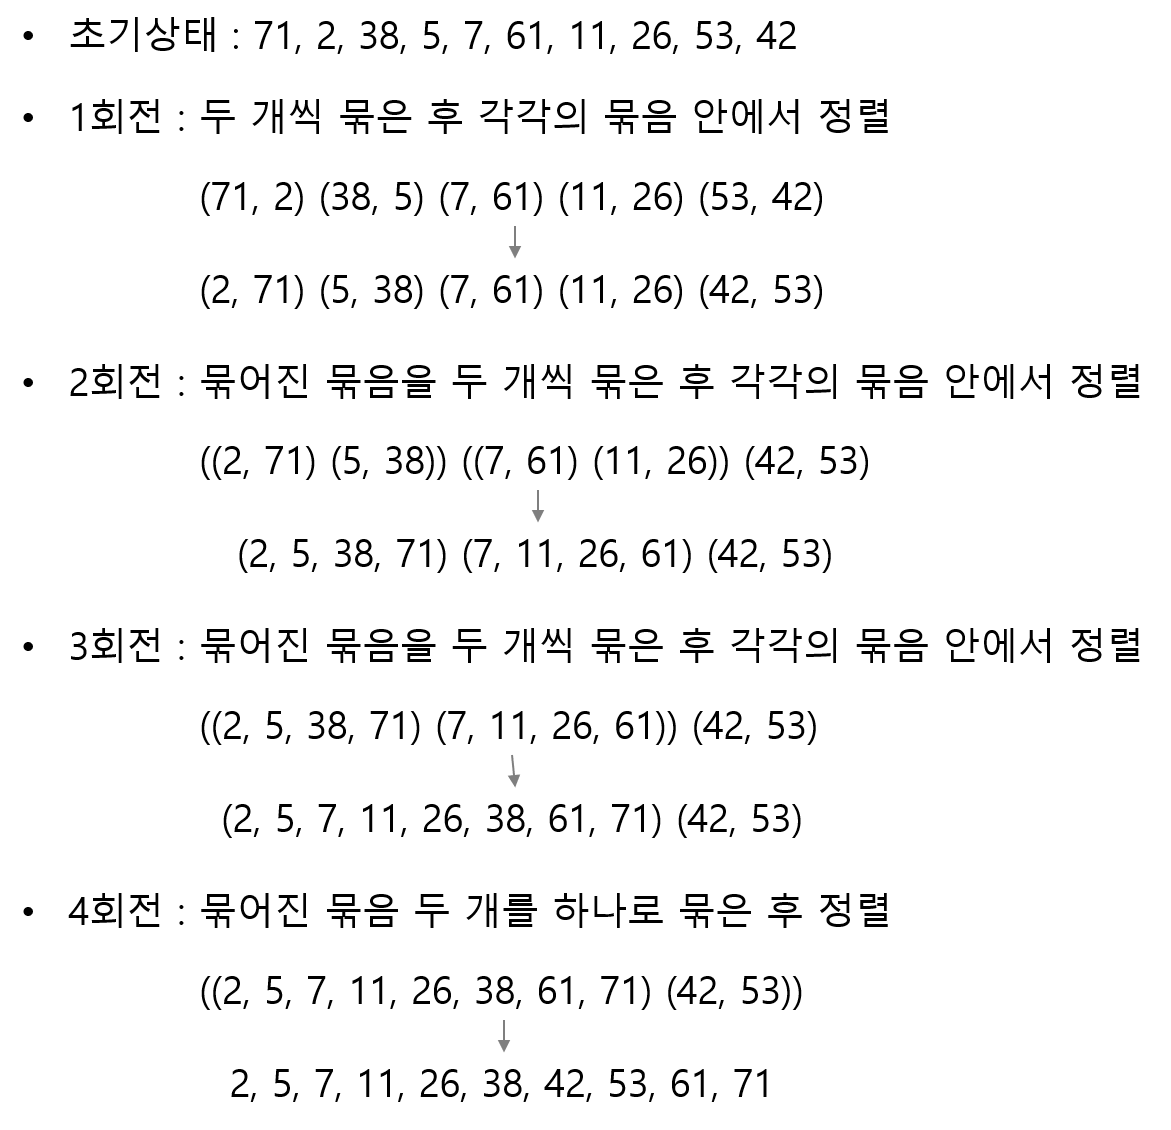 • 초기상태 : 71, 2, 38, 5, 7, 61, 11, 26, 53, 42
• 1회전 : 두 개씩 묶은 후 각각의 묶음 안에서 정렬
(71, 2) (38, 5) (7, 61) (11, 26) (53, 42)
(2, 71) (5, 38) (7, 61) (11, 26) (42, 53)
• 2회전 : 묶어진 묶음을 두 개씩 묶은 후 각각의 묶음 안에서 정렬
((2, 71) (5, 38)) ((7, 61) (11, 26)) (42, 53)
(2, 5, 38, 71) (7, 11, 26, 61) (42, 53)
• 3회전 : 묶어진 묶음을 두 개씩 묶은 후 각각의 묶음 안에서 정렬
((2, 5, 38, 71) (7, 11, 26, 61)) (42, 53)
(2, 5, 7, 11, 26, 38, 61, 71) (42, 53)
• 4회전 : 묶어진 묶음 두 개를 하나로 묶은 후 정렬
((2, 5, 7, 11, 26, 38, 61, 71) (42, 53))
2, 5, 7, 11, 26, 38, 42, 53, 61, 71